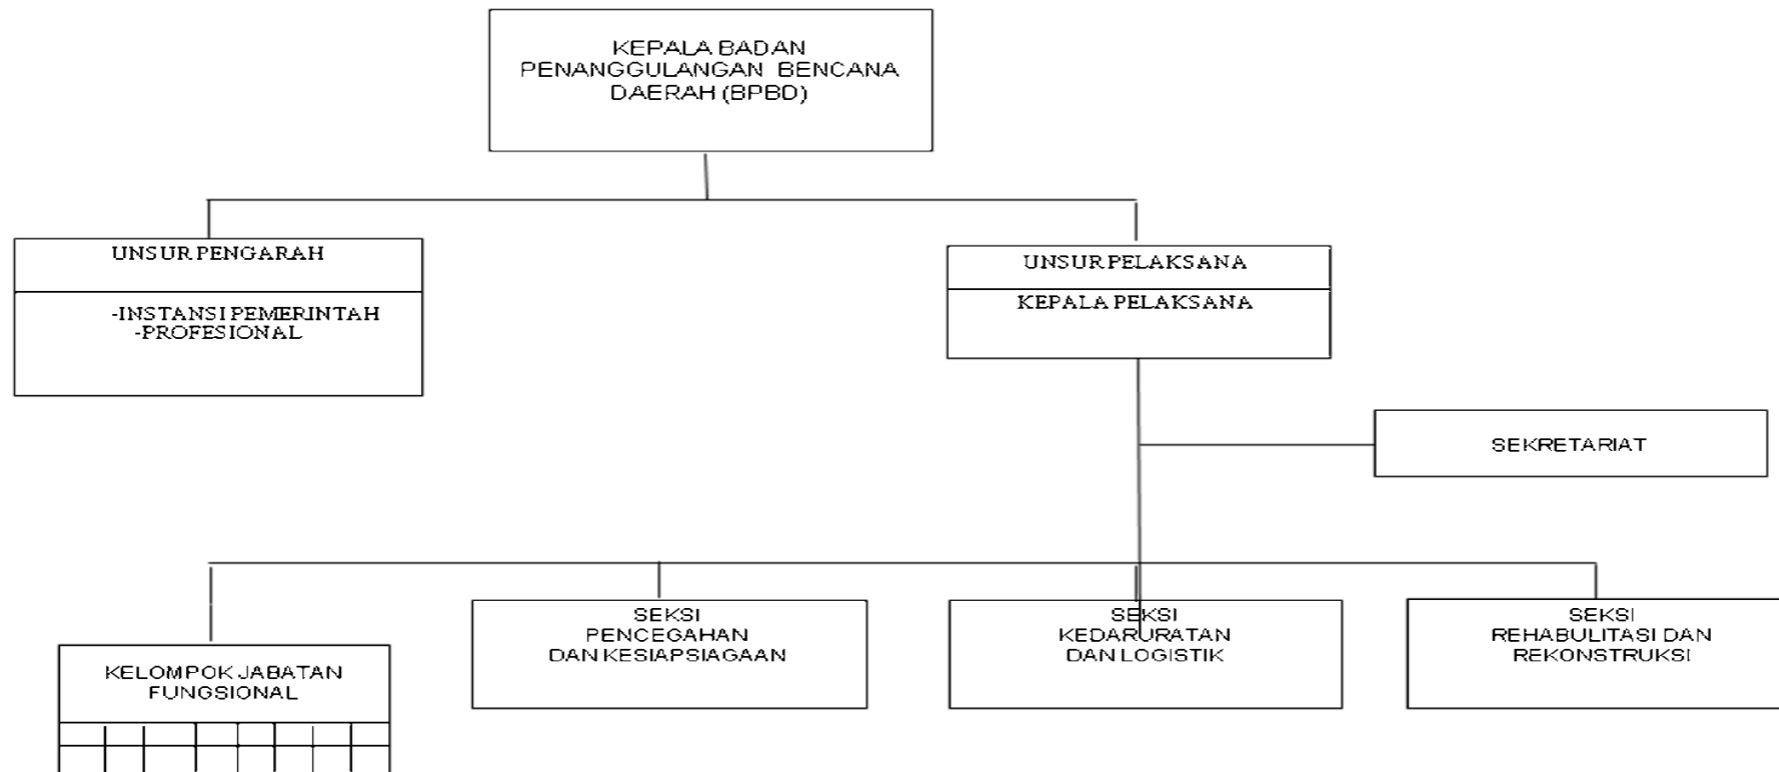 KEPALA BADAN
PENANGGULANGAN BENCANA
DAERAH (BPBD)
UNSUR PENGARAH
-INSTANSI PEMERINTAH
-PROFESIONAL
UNSUR PELAKSANA
KEPALA PELAKSANA
SEKRETARIAT
KELOMPOK JABATAN
FUNGSIONAL
SEKSI
PENCEGAHAN
DAN KESIAPSIAGAAN
SEKSI
KEDARURATAN
DAN LOGISTIK
SEKSI
REHABULITASI DAN
REKONSTRUKSI